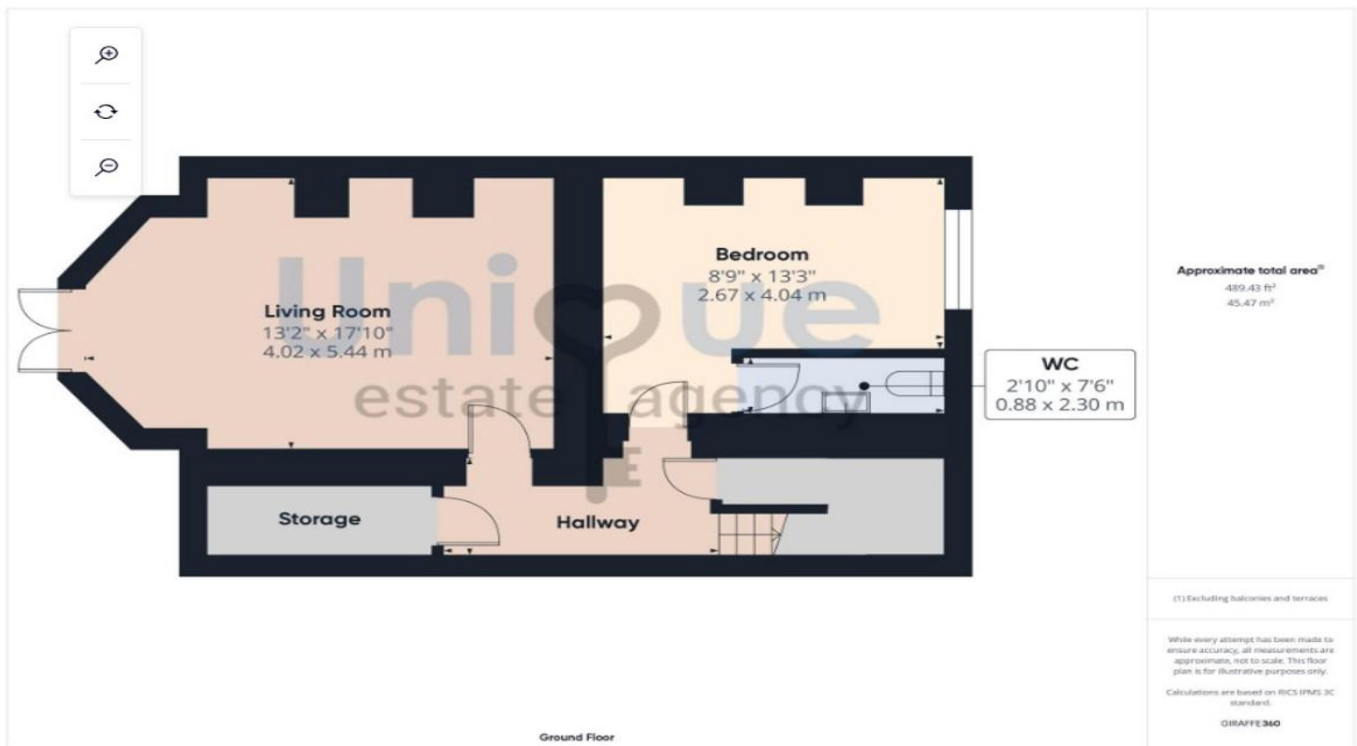 Unique
estate agency
Living Room
13'2" x 17'10"
4.02 x 5.44 m
Bedroom
8'9" x 13'3"
2.67 x 4.04 m
WC
2'10" x 7'6"
0.88 x 2.30 m
Storage
Hallway
Ground Floor
Approximate total area⁽¹⁾
489.43 ft²
45.47 m²
(1) Excluding balconies and terraces
While every attempt has been made to
ensure accuracy, all measurements are
approximate, not to scale. This floor
plan is for illustrative purposes only.
Calculations are based on RICS IPMS 3C
standard.
GIRAFFE360